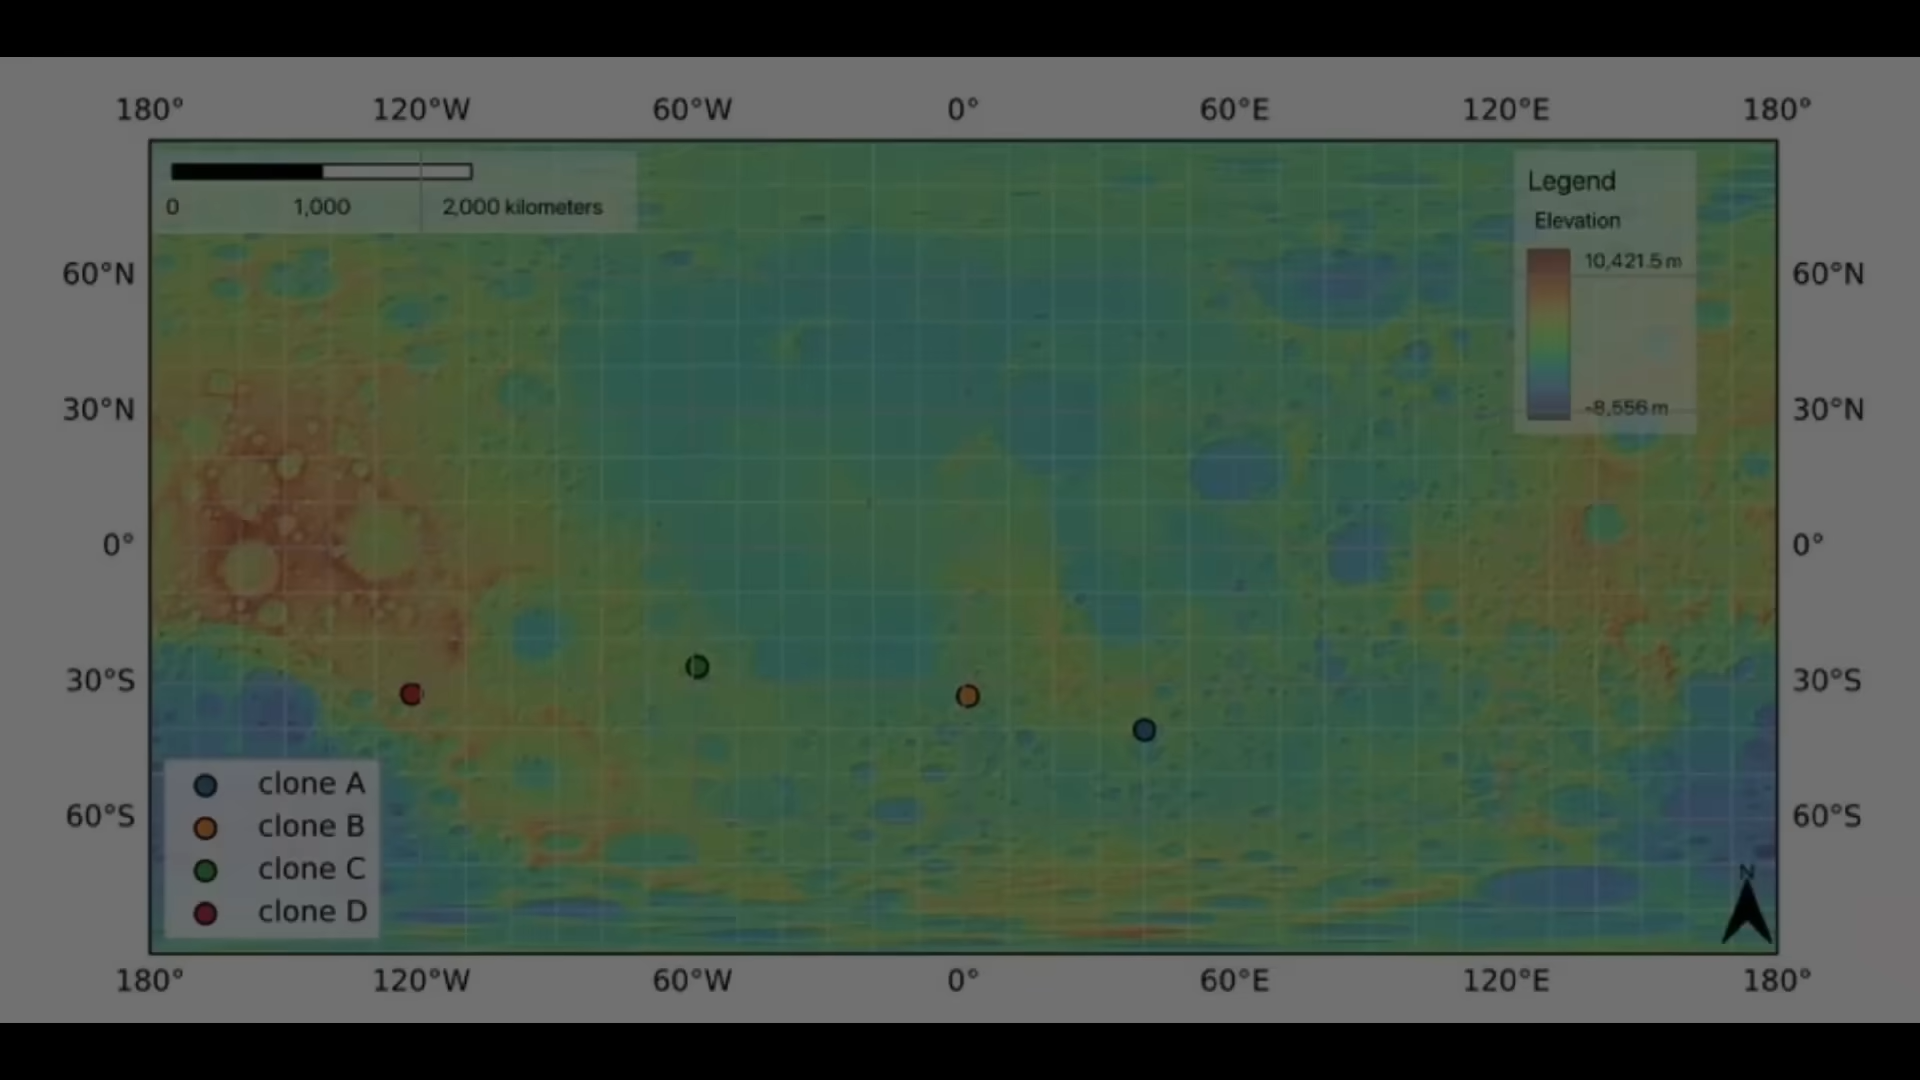 180° 120°W 60°W 0° 60°E 120°E 180°
0 1,000 2,000 kilometers
Legend
Elevation
10,421.5 m
-8,556 m
60°N 60°N
30°N 30°N
0° 0°
30°S 30°S
60°S 60°S
clone A
clone B
clone C
clone D
N
180° 120°W 60°W 0° 60°E 120°E 180°